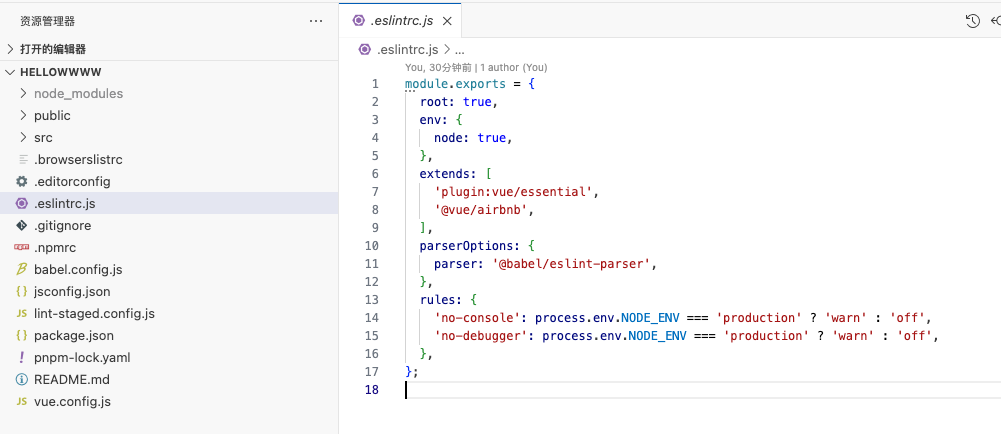 资源管理器
打开的编辑器
HELLOWWW
node_modules
public
src
.browserslistrc
.editorconfig
.eslintrc.js
.gitignore
.npmrc
babel.config.js
jsconfig.json
lint-staged.config.js
package.json
pnpm-lock.yaml
README.md
vue.config.js
.eslintrc.js
.eslintrc.js > ...
You, 30分钟前 | 1 author (You)
1 module.exports = {
2   root: true,
3   env: {
4     node: true,
5   },
6   extends: [
7     'plugin:vue/essential',
8     '@vue/airbnb',
9   ],
10   parserOptions: {
11     parser: '@babel/eslint-parser',
12   },
13   rules: {
14     'no-console': process.env.NODE_ENV === 'production' ? 'warn' : 'off',
15     'no-debugger': process.env.NODE_ENV === 'production' ? 'warn' : 'off',
16   },
17 };
18